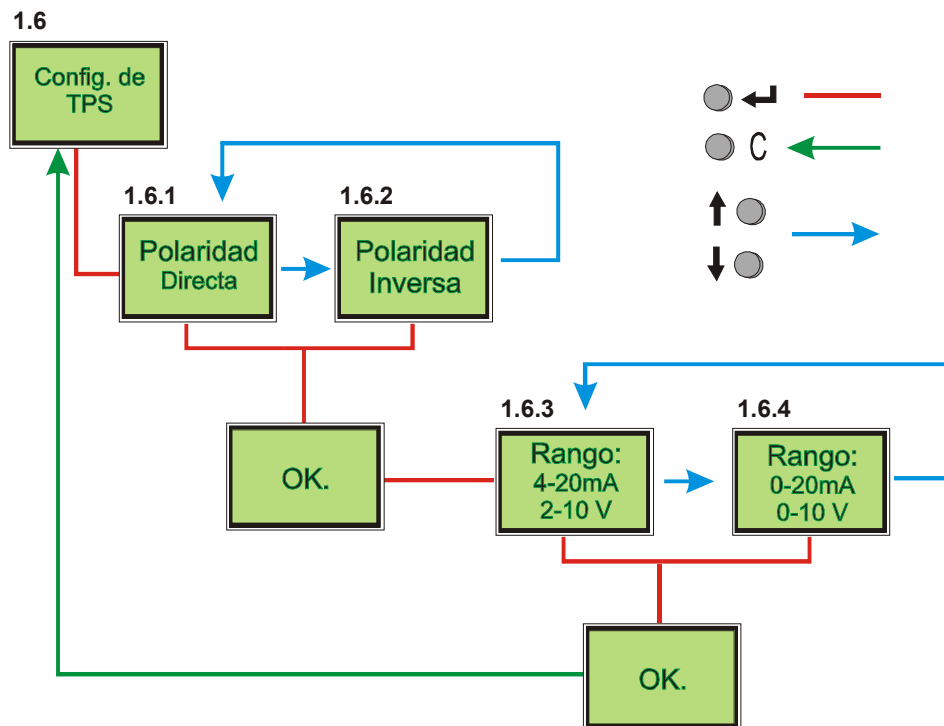 1.6
Config. de
TPS
C
1.6.1
Polaridad
Directa
1.6.2
Polaridad
Inversa
OK.
1.6.3
Rango:
4-20mA
2-10 V
1.6.4
Rango:
0-20mA
0-10 V
OK.